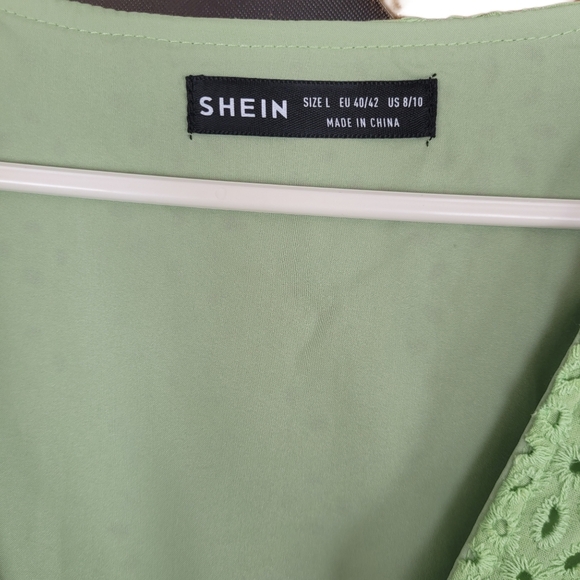 SHEIN SIZE L EU 40/42 US 8/10
MADE IN CHINA